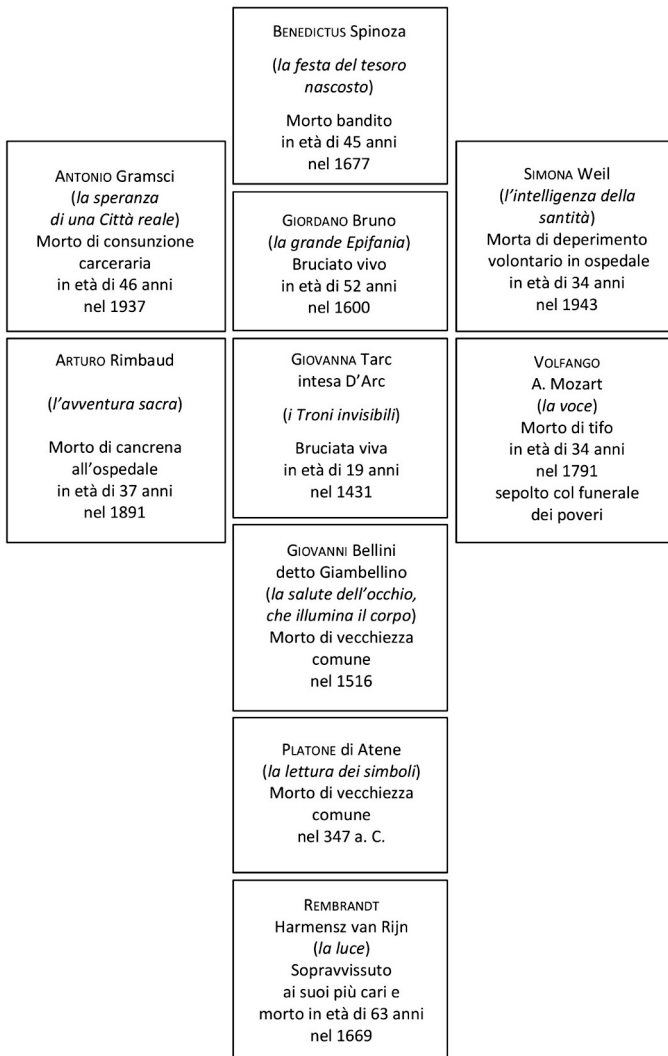 BENEDICTUS Spinoza
(la festa del tesoro
nascosto)
Morto bandito
in età di 45 anni
nel 1677
ANTONIO Gramsci
(la speranza
di una Città reale)
Morto di consunzione
carceraria
in età di 46 anni
nel 1937
GIORDANO Bruno
(la grande Epifania)
Bruciato vivo
in età di 52 anni
nel 1600
SIMONA Weil
(l’intelligenza della
santità)
Morta di deperimento
volontario in ospedale
in età di 34 anni
nel 1943
ARTURO Rimbaud
(l’avventura sacra)
Morto di cancrena
all’ospedale
in età di 37 anni
nel 1891
GIOVANNA Tarc
intesa D’Arc
(i Troni invisibili)
Bruciata viva
in età di 19 anni
nel 1431
VOLFANGO
A. Mozart
(la voce)
Morto di tifo
in età di 34 anni
nel 1791
sepolto col funerale
dei poveri
GIOVANNI Bellini
detto Giambellino
(la salute dell’occhio,
che illumina il corpo)
Morto di vecchiezza
comune
nel 1516
PLATONE di Atene
(la lettura dei simboli)
Morto di vecchiezza
comune
nel 347 a. C.
REMBRANDT
Harmensz van Rijn
(la luce)
Sopravvissuto
ai suoi più cari e
morto in età di 63 anni
nel 1669